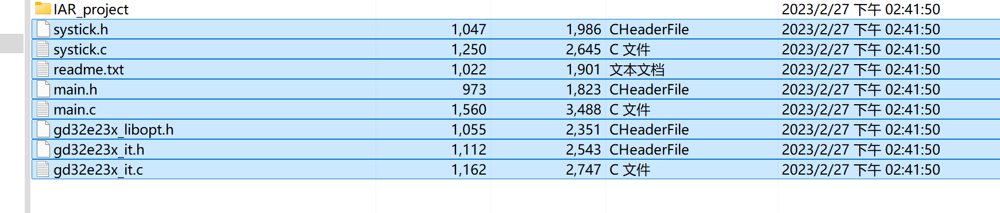 IAR_project 2023/2/27 下午 02:41:50
systick.h 1,047 1,986 CHeaderFile 2023/2/27 下午 02:41:50
systick.c 1,250 2,645 C 文件 2023/2/27 下午 02:41:50
readme.txt 1,022 1,901 文本文档 2023/2/27 下午 02:41:50
main.h 973 1,823 CHeaderFile 2023/2/27 下午 02:41:50
main.c 1,560 3,488 C 文件 2023/2/27 下午 02:41:50
gd32e23x_libopt.h 1,055 2,351 CHeaderFile 2023/2/27 下午 02:41:50
gd32e23x_it.h 1,112 2,543 CHeaderFile 2023/2/27 下午 02:41:50
gd32e23x_it.c 1,162 2,747 C 文件 2023/2/27 下午 02:41:50